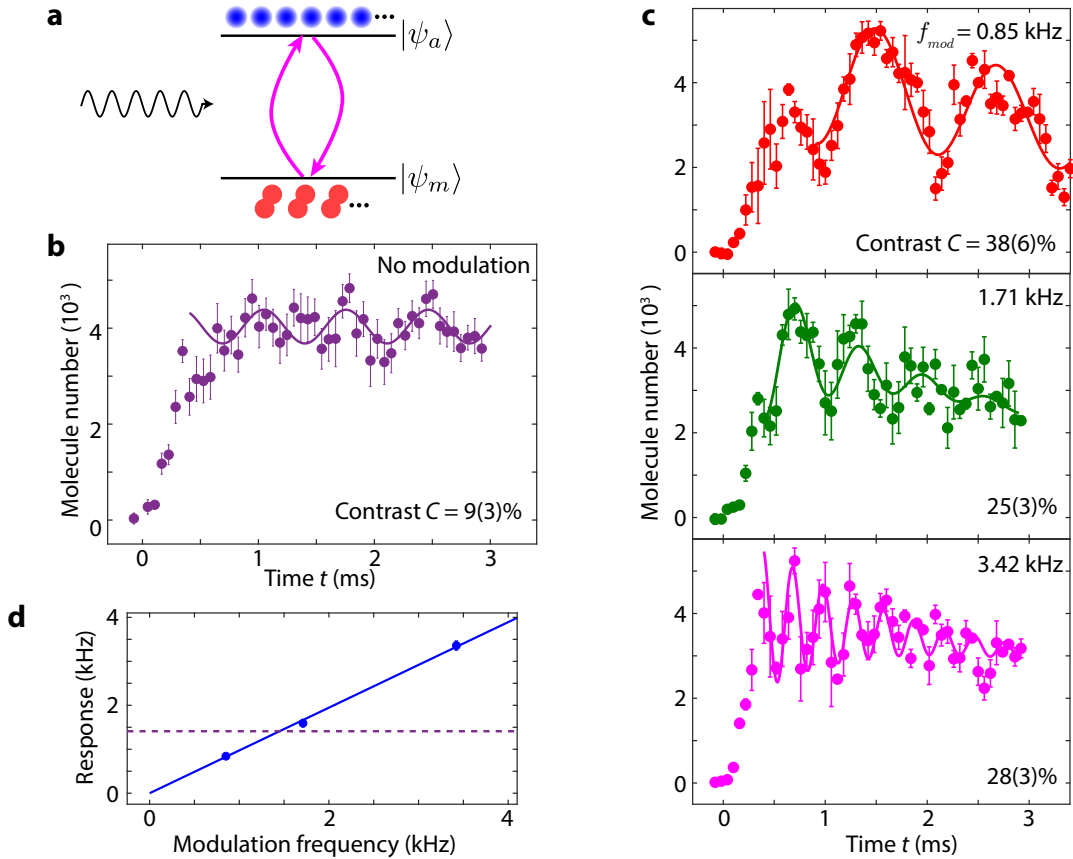 a
|ψₐ⟩
|ψₘ⟩
b
No modulation
Contrast C = 9(3)%
Molecule number (10³)
0
2
4
0
1
2
3
Time t (ms)
d
Response (kHz)
0
2
4
0
2
4
Modulation frequency (kHz)
c
f_mod = 0.85 kHz
Contrast C = 38(6)%
0
2
4
1.71 kHz
25(3)%
0
2
4
3.42 kHz
28(3)%
0
2
4
Molecule number (10³)
0
1
2
3
Time t (ms)